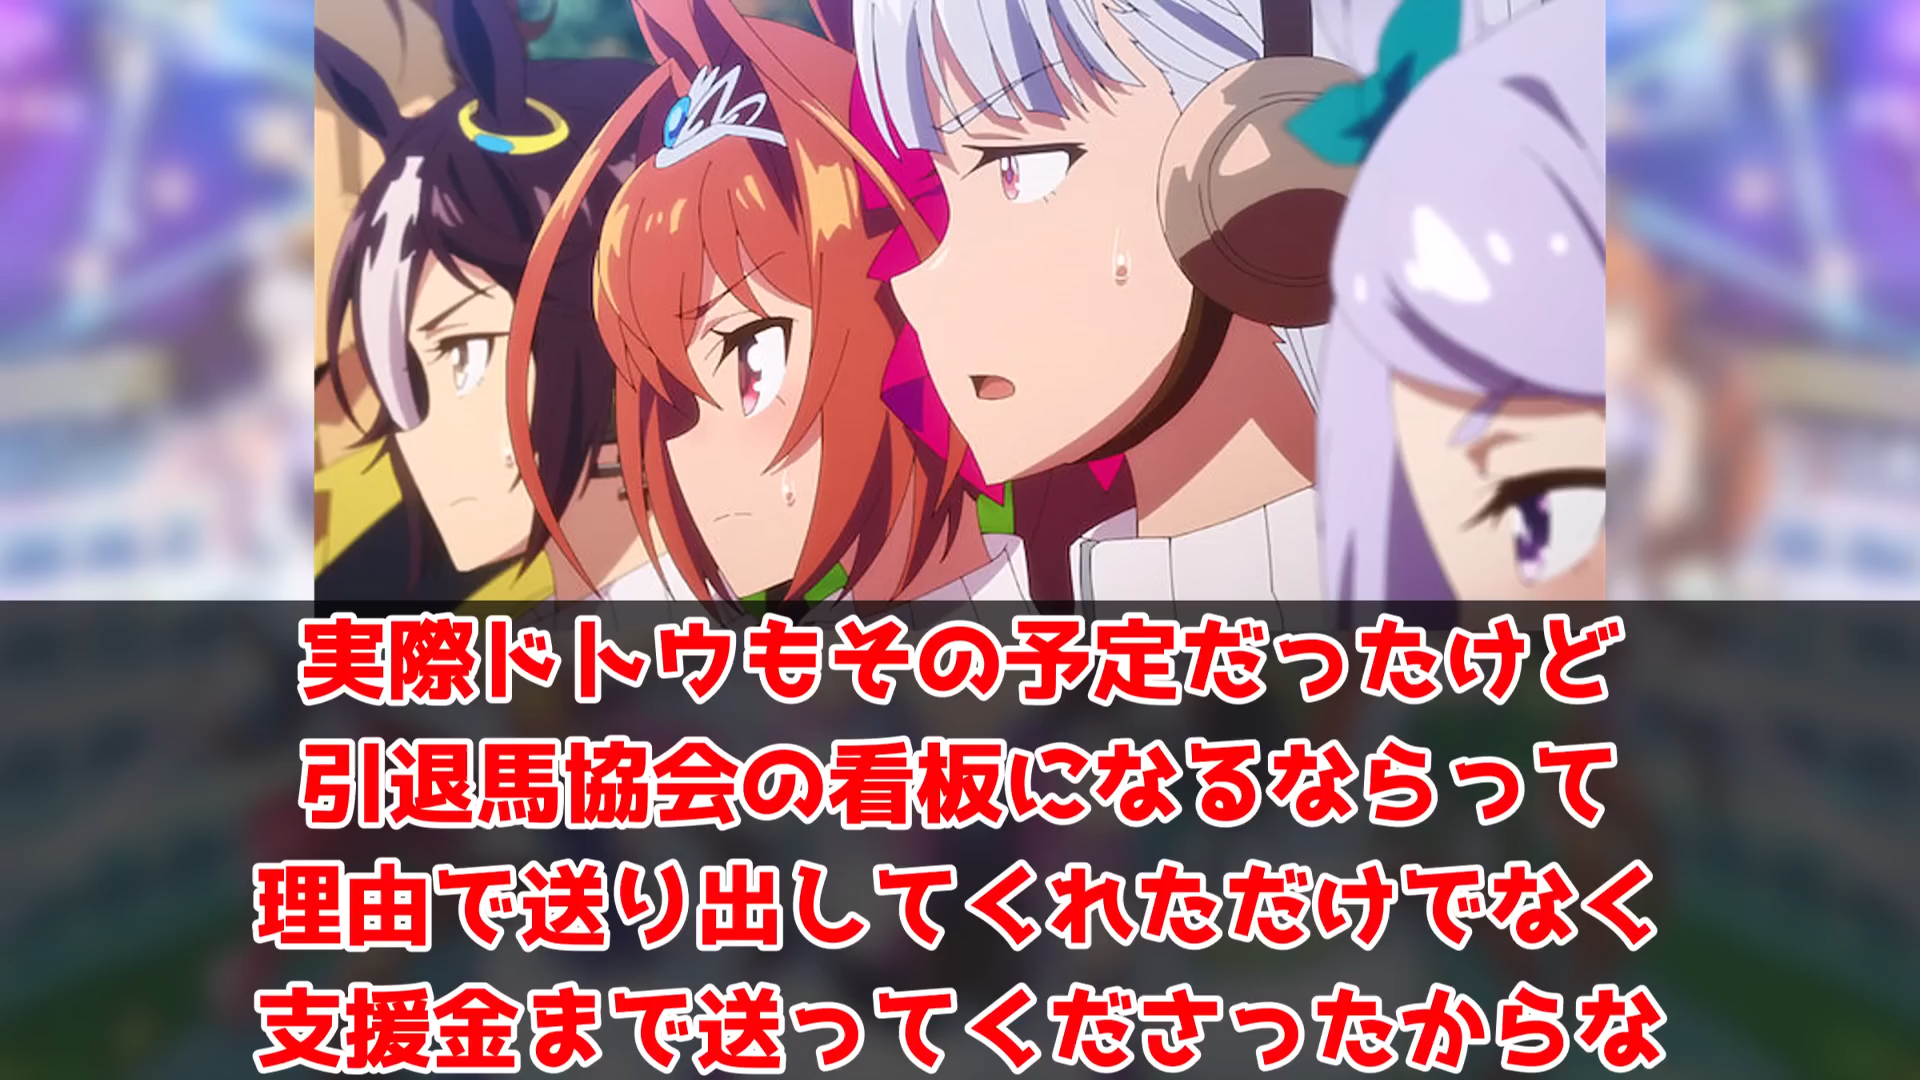 実際ドトウもその予定だったけど
引退馬協会の看板になるならって
理由で送り出してくれただけでなく
支援金まで送ってくださったからな